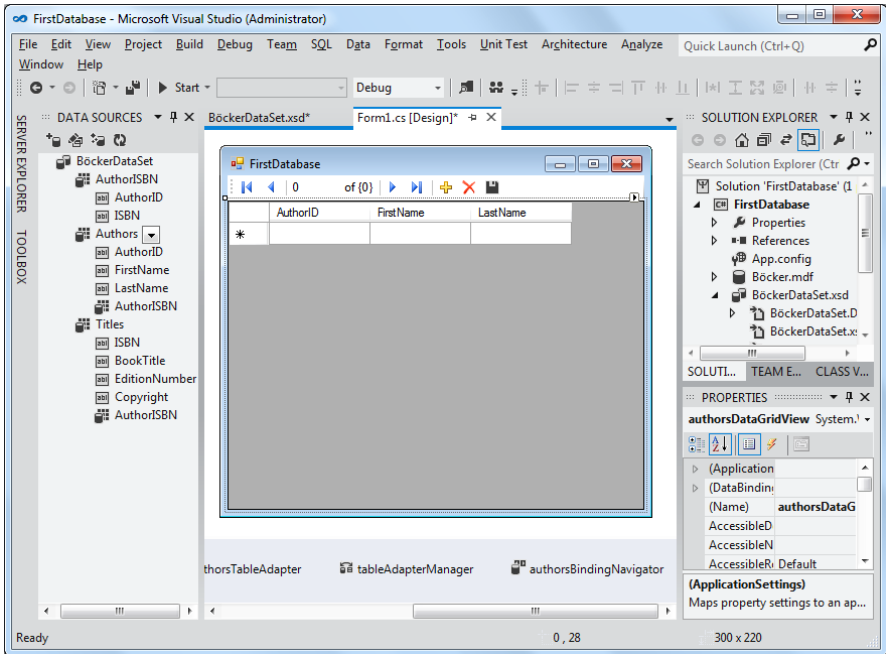 FirstDatabase - Microsoft Visual Studio (Administrator)
File Edit View Project Build Debug Team SQL Data Format Tools Unit Test Architecture Analyze
Quick Launch (Ctrl+Q)
Window Help
Start
Debug
SERVER EXPLORER
TOOLBOX
DATA SOURCES
BöckerDataSet
AuthorISBN
AuthorID
ISBN
Authors
AuthorID
FirstName
LastName
AuthorISBN
Titles
ISBN
BookTitle
EditionNumber
Copyright
AuthorISBN
BöckerDataSet.xsd*
Form1.cs [Design]*
FirstDatabase
0 of {0}
AuthorID FirstName LastName
thorsTableAdapter
tableAdapterManager
authorsBindingNavigator
SOLUTION EXPLORER
Search Solution Explorer (Ctr
Solution 'FirstDatabase' (1
FirstDatabase
Properties
References
App.config
Böcker.mdf
BöckerDataSet.xsd
BöckerDataSet.D
BöckerDataSet.x
SOLUTI... TEAM E... CLASS V...
PROPERTIES
authorsDataGridView System.
(Application
(DataBinding
(Name) authorsDataG
AccessibleD
AccessibleN
AccessibleR Default
(ApplicationSettings)
Maps property settings to an ap...
Ready
0 , 28
300 x 220